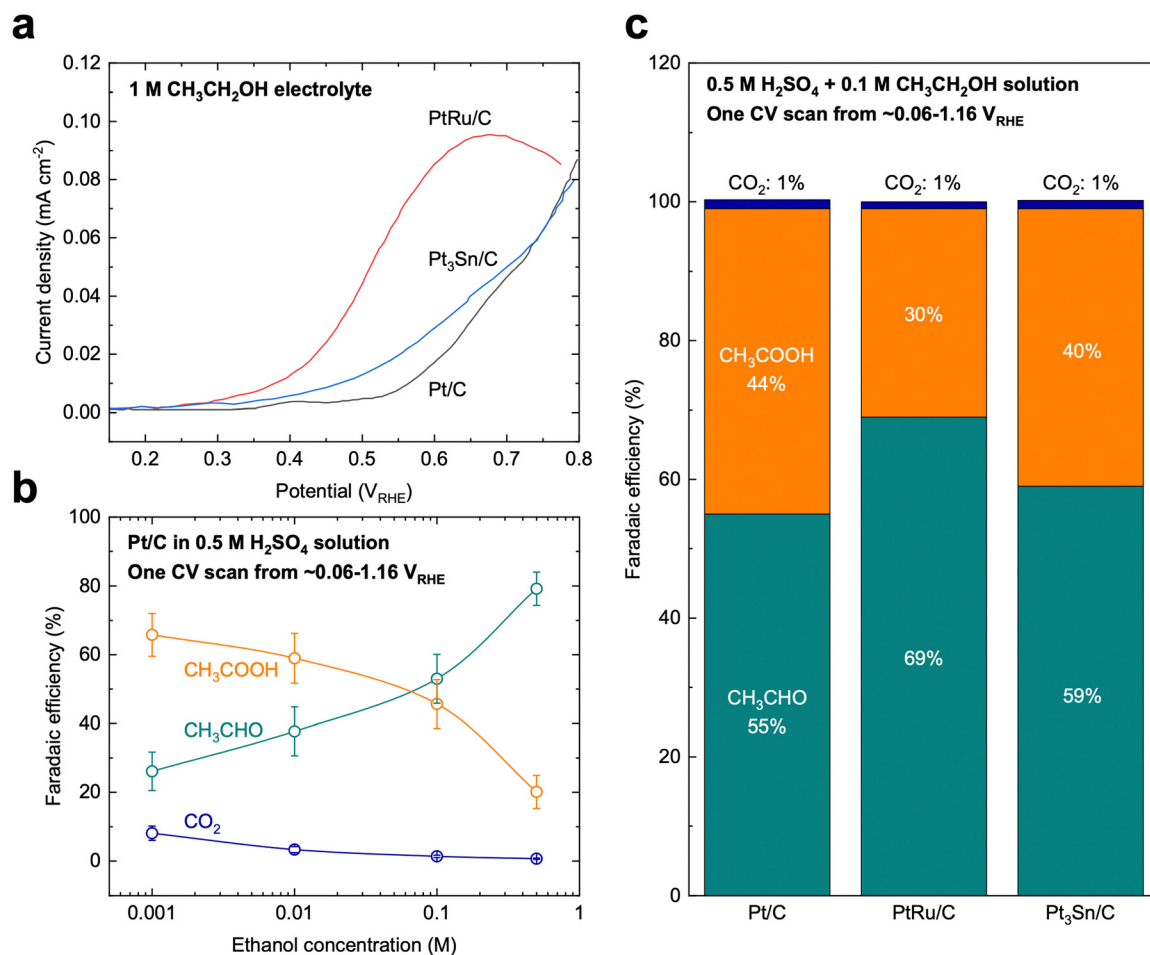 a
0.12
0.10
0.08
0.06
0.04
0.02
0.00
Current density (mA cm⁻²)
1 M CH₃CH₂OH electrolyte
PtRu/C
Pt₃Sn/C
Pt/C
0.2 0.3 0.4 0.5 0.6 0.7 0.8
Potential (V_RHE)
b
100
80
60
40
20
0
Faradaic efficiency (%)
Pt/C in 0.5 M H₂SO₄ solution
One CV scan from ~0.06-1.16 V_RHE
CH₃COOH
CH₃CHO
CO₂
0.001 0.01 0.1 1
Ethanol concentration (M)
c
120
100
80
60
40
20
0
Faradaic efficiency (%)
0.5 M H₂SO₄ + 0.1 M CH₃CH₂OH solution
One CV scan from ~0.06-1.16 V_RHE
CO₂: 1% CO₂: 1% CO₂: 1%
CH₃COOH
44%
30%
40%
CH₃CHO
55%
69%
59%
Pt/C PtRu/C Pt₃Sn/C